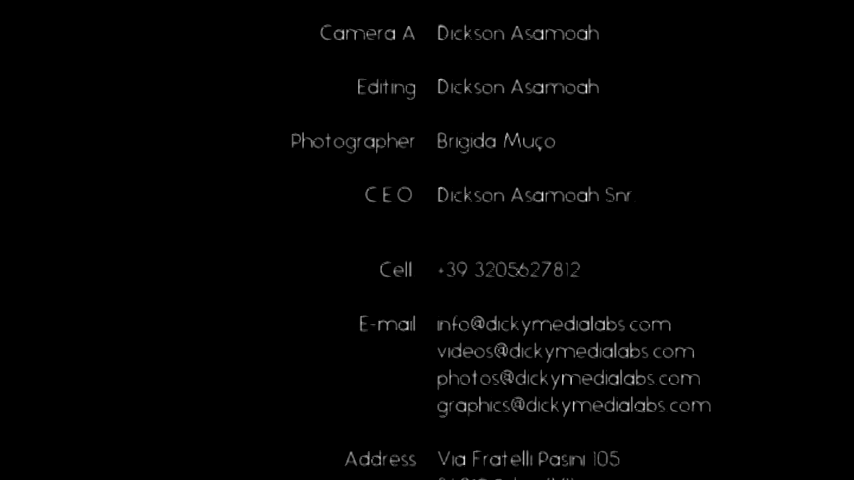 Camera A Dickson Asamoah
Editing Dickson Asamoah
Photographer Brigida Muço
C E O Dickson Asamoah Snr.
Cell +39 3205627812
E-mail info@dickymedialabs.com
videos@dickymedialabs.com
photos@dickymedialabs.com
graphics@dickymedialabs.com
Address Via Fratelli Pasini 105